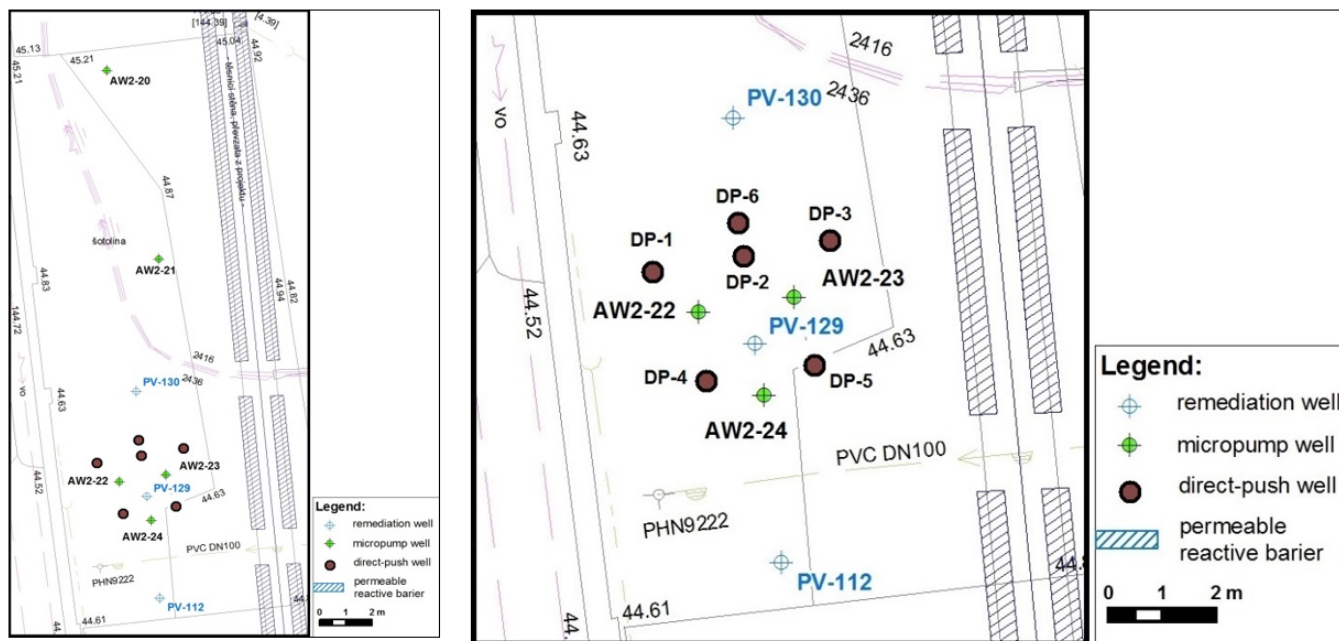 [144.39]
[4.39]
45.13
45.21
45.04
44.92
45.21
AW2-20
- těsnící stěna, převzata z projektu -
44.87
šotolina
AW2-21
44.83
44.82
44.94
144.72
2416
2436
PV-130
vo
44.63
AW2-23
AW2-22
PV-129
44.52
44.63
AW2-24
PVC DN100
PHN9222
PV-112
44.61
Legend:
remediation well
micropump well
direct-push well
permeable
reactive barier
0 1 2 m
2416
2436
PV-130
vo
44.63
DP-6
DP-3
DP-1
DP-2
AW2-23
AW2-22
PV-129
44.52
44.63
DP-4
DP-5
AW2-24
PVC DN100
PHN9222
PV-112
44.61
Legend:
remediation well
micropump well
direct-push well
permeable
reactive barier
0 1 2 m